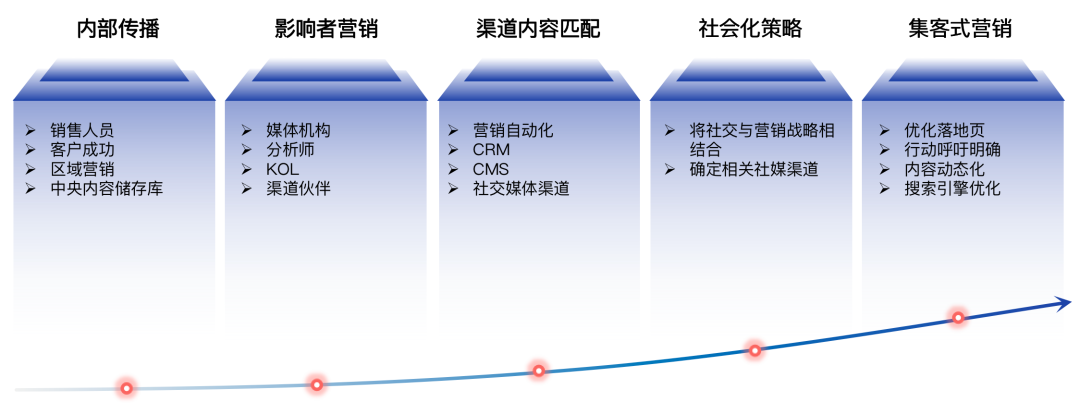 内部传播
影响者营销
渠道内容匹配
社会化策略
集客式营销
销售人员
客户成功
区域营销
中央内容储存库
媒体机构
分析师
KOL
渠道伙伴
营销自动化
CRM
CMS
社交媒体渠道
将社交与营销战略相
结合
确定相关社媒渠道
优化落地页
行动呼吁明确
内容动态化
搜索引擎优化